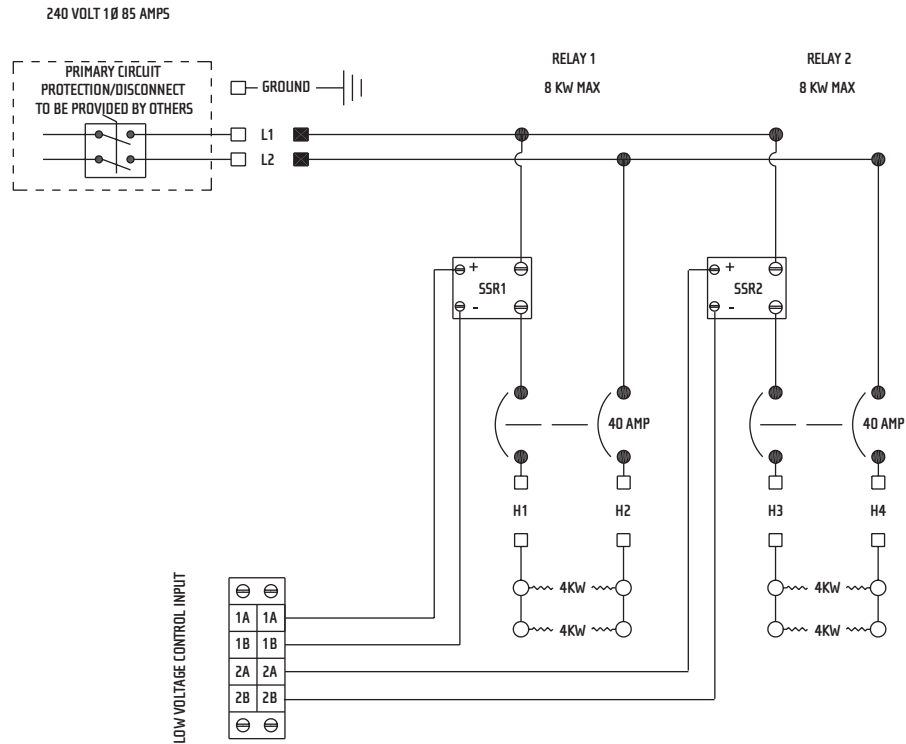 240 VOLT 1Ø 85 AMPS
PRIMARY CIRCUIT
PROTECTION/DISCONNECT
TO BE PROVIDED BY OTHERS
GROUND
L1
L2
RELAY 1
8 KW MAX
RELAY 2
8 KW MAX
+
SSR1
-
+
SSR2
-
40 AMP
40 AMP
H1
H2
H3
H4
4KW
4KW
4KW
4KW
LOW VOLTAGE CONTROL INPUT
1A 1A
1B 1B
2A 2A
2B 2B